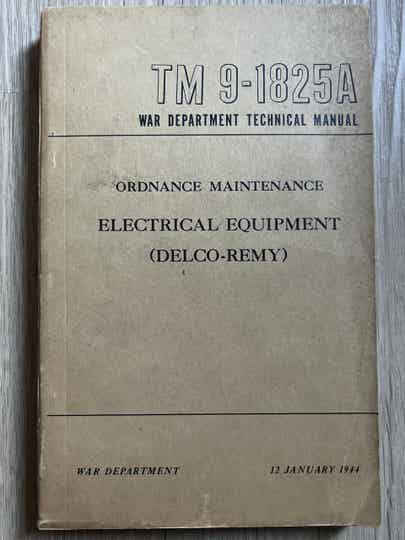 TM 9-1825A
WAR DEPARTMENT TECHNICAL MANUAL
ORDNANCE MAINTENANCE
ELECTRICAL EQUIPMENT
(DELCO-REMY)
WAR DEPARTMENT 12 JANUARY 1944